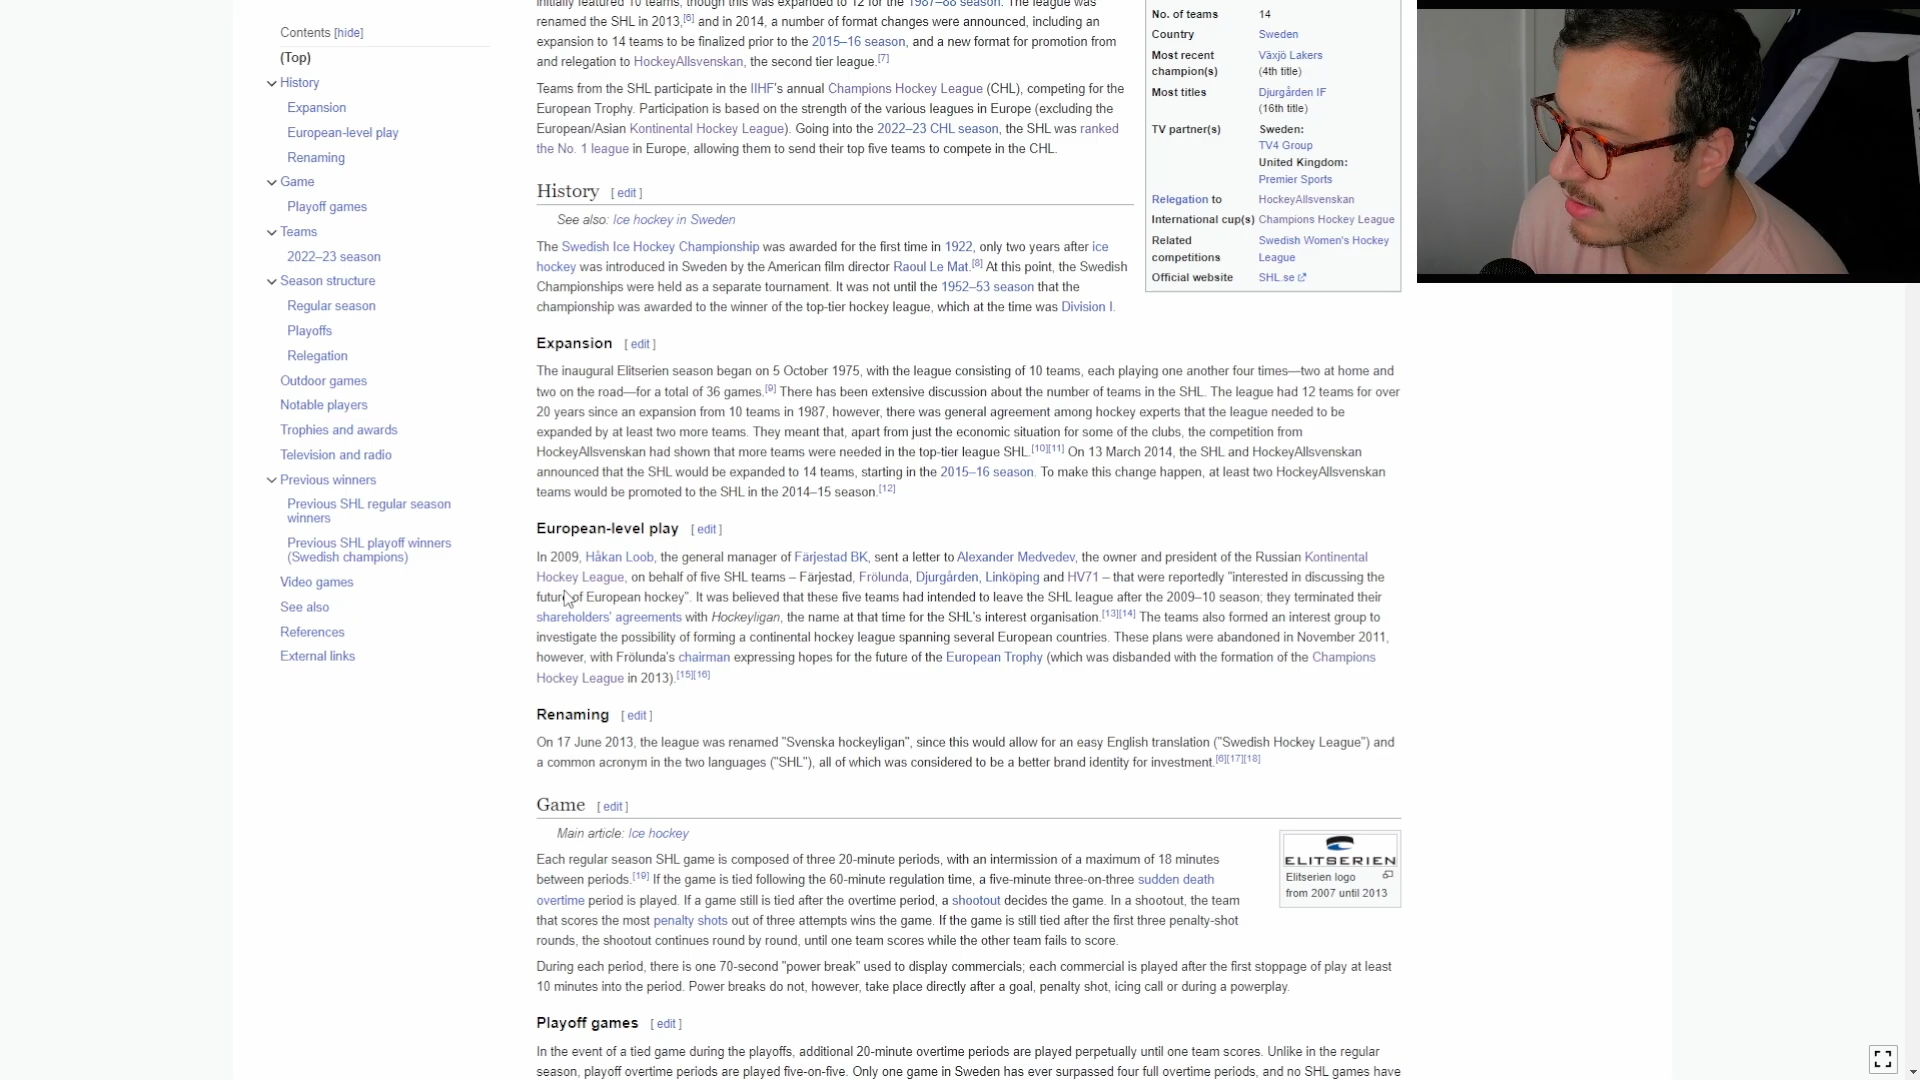 Contents [hide]
(Top)
History
Expansion
European-level play
Renaming
Game
Playoff games
Teams
2022–23 season
Season structure
Regular season
Playoffs
Relegation
Outdoor games
Notable players
Trophies and awards
Television and radio
Previous winners
Previous SHL regular season
winners
Previous SHL playoff winners
(Swedish champions)
Video games
See also
References
External links
initially featured 10 teams, though this was expanded to 12 for the 1987–88 season. The league was
renamed the SHL in 2013,[6] and in 2014, a number of format changes were announced, including an
expansion to 14 teams to be finalized prior to the 2015–16 season, and a new format for promotion from
and relegation to HockeyAllsvenskan, the second tier league.[7]
Teams from the SHL participate in the IIHF's annual Champions Hockey League (CHL), competing for the
European Trophy. Participation is based on the strength of the various leagues in Europe (excluding the
European/Asian Kontinental Hockey League). Going into the 2022–23 CHL season, the SHL was ranked
the No. 1 league in Europe, allowing them to send their top five teams to compete in the CHL.
No. of teams 14
Country Sweden
Most recent Växjö Lakers
champion(s) (4th title)
Most titles Djurgården IF
(16th title)
TV partner(s) Sweden:
TV4 Group
United Kingdom:
Premier Sports
Relegation to HockeyAllsvenskan
International cup(s) Champions Hockey League
Related Swedish Women's Hockey
competitions League
Official website SHL.se
History [ edit ]
See also: Ice hockey in Sweden
The Swedish Ice Hockey Championship was awarded for the first time in 1922, only two years after ice
hockey was introduced in Sweden by the American film director Raoul Le Mat.[8] At this point, the Swedish
Championships were held as a separate tournament. It was not until the 1952–53 season that the
championship was awarded to the winner of the top-tier hockey league, which at the time was Division I.
Expansion [ edit ]
The inaugural Elitserien season began on 5 October 1975, with the league consisting of 10 teams, each playing one another four times—two at home and
two on the road—for a total of 36 games.[9] There has been extensive discussion about the number of teams in the SHL. The league had 12 teams for over
20 years since an expansion from 10 teams in 1987, however, there was general agreement among hockey experts that the league needed to be
expanded by at least two more teams. They meant that, apart from just the economic situation for some of the clubs, the competition from
HockeyAllsvenskan had shown that more teams were needed in the top-tier league SHL.[10][11] On 13 March 2014, the SHL and HockeyAllsvenskan
announced that the SHL would be expanded to 14 teams, starting in the 2015–16 season. To make this change happen, at least two HockeyAllsvenskan
teams would be promoted to the SHL in the 2014–15 season.[12]
European-level play [ edit ]
In 2009, Håkan Loob, the general manager of Färjestad BK, sent a letter to Alexander Medvedev, the owner and president of the Russian Kontinental
Hockey League, on behalf of five SHL teams – Färjestad, Frölunda, Djurgården, Linköping and HV71 – that were reportedly "interested in discussing the
future of European hockey". It was believed that these five teams had intended to leave the SHL league after the 2009–10 season; they terminated their
shareholders' agreements with Hockeyligan, the name at that time for the SHL's interest organisation.[13][14] The teams also formed an interest group to
investigate the possibility of forming a continental hockey league spanning several European countries. These plans were abandoned in November 2011,
however, with Frölunda's chairman expressing hopes for the future of the European Trophy (which was disbanded with the formation of the Champions
Hockey League in 2013).[15][16]
Renaming [ edit ]
On 17 June 2013, the league was renamed "Svenska hockeyligan", since this would allow for an easy English translation ("Swedish Hockey League") and
a common acronym in the two languages ("SHL"), all of which was considered to be a better brand identity for investment.[6][17][18]
Game [ edit ]
Main article: Ice hockey
Each regular season SHL game is composed of three 20-minute periods, with an intermission of a maximum of 18 minutes
between periods.[19] If the game is tied following the 60-minute regulation time, a five-minute three-on-three sudden death
overtime period is played. If a game still is tied after the overtime period, a shootout decides the game. In a shootout, the team
that scores the most penalty shots out of three attempts wins the game. If the game is still tied after the first three penalty-shot
rounds, the shootout continues round by round, until one team scores while the other team fails to score.
ELITSERIEN
Elitserien logo
from 2007 until 2013
During each period, there is one 70-second "power break" used to display commercials; each commercial is played after the first stoppage of play at least
10 minutes into the period. Power breaks do not, however, take place directly after a goal, penalty shot, icing call or during a powerplay.
Playoff games [ edit ]
In the event of a tied game during the playoffs, additional 20-minute overtime periods are played perpetually until one team scores. Unlike in the regular
season, playoff overtime periods are played five-on-five. Only one game in Sweden has ever surpassed four full overtime periods, and no SHL games have